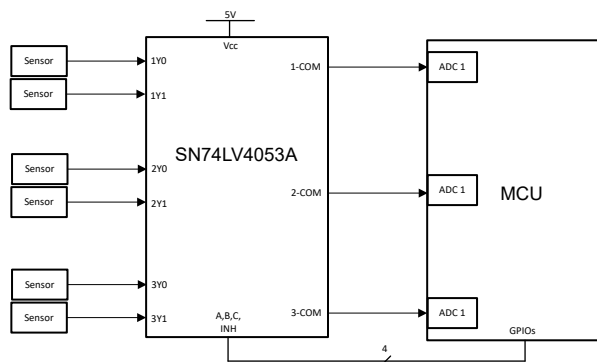 5V
Vcc
Sensor
1Y0
1-COM
ADC 1
Sensor
1Y1
SN74LV4053A
Sensor
2Y0
Sensor
2Y1
2-COM
ADC 1
MCU
Sensor
3Y0
Sensor
3Y1
A,B,C,
INH
3-COM
ADC 1
GPIOs
4